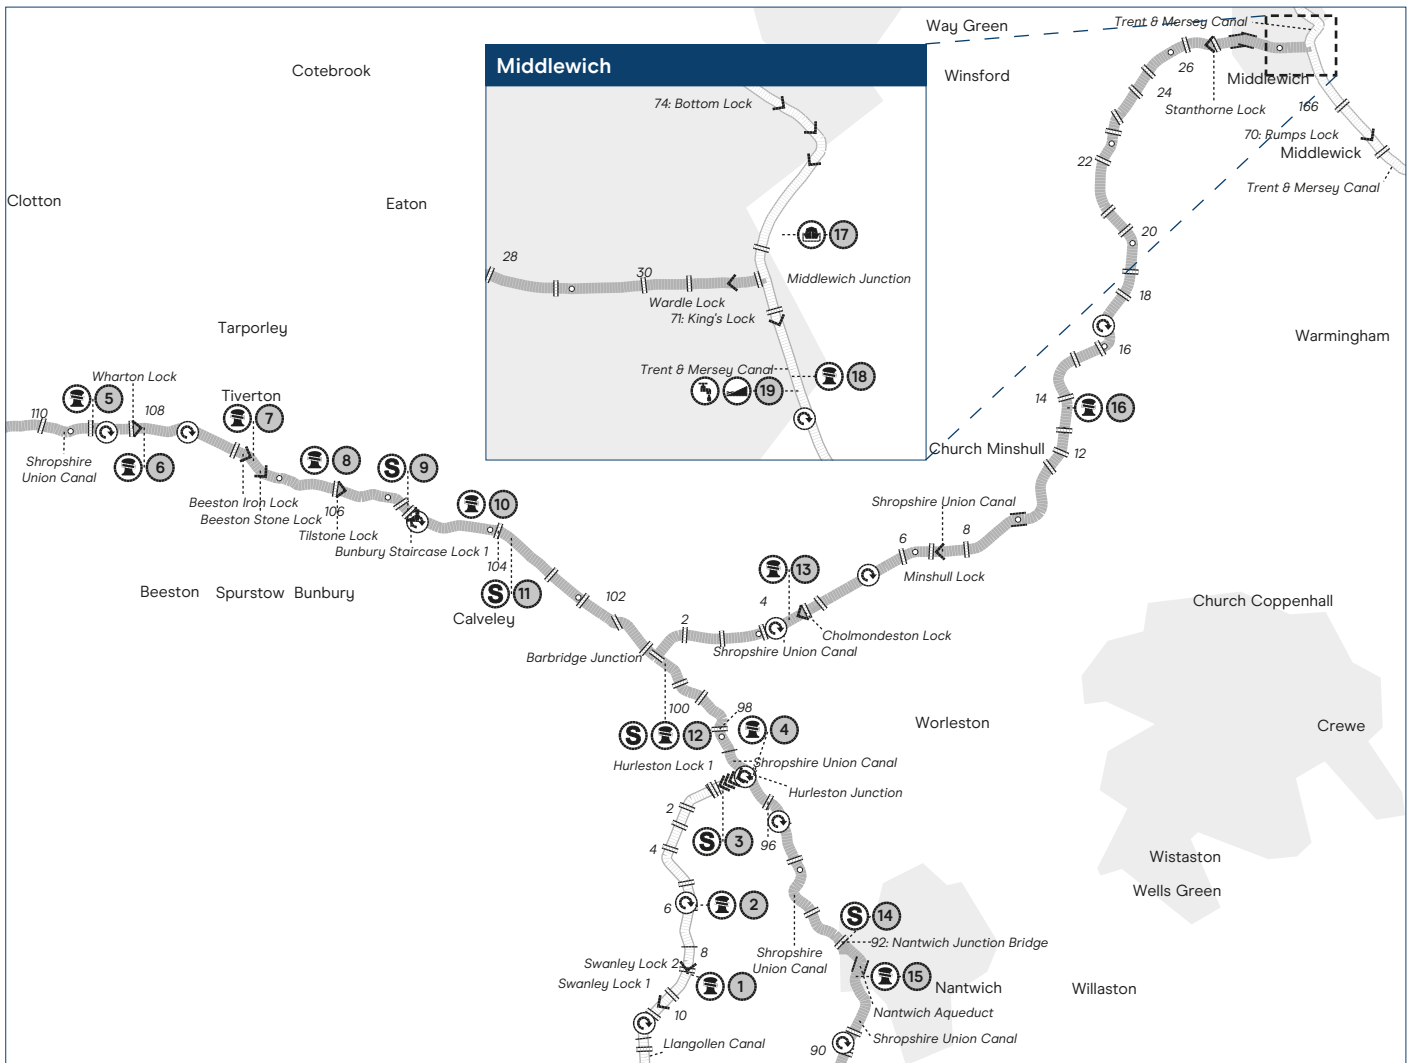 Way Green
Trent & Mersey Canal
Middlewich
Cotebrook
Winsford
26
Middlewich
24
Stanthorne Lock
166
74: Bottom Lock
70: Rumps Lock
Middlewick
22
Trent & Mersey Canal
Clotton
Eaton
17
20
28
30
Middlewich Junction
Wardle Lock
71: King's Lock
18
Tarporley
16
Warmingham
Trent & Mersey Canal
18
19
Wharton Lock
5
Tiverton
7
14
16
110
108
Shropshire
Union Canal
6
8
9
Church Minshull
12
Beeston Iron Lock
Beeston Stone Lock
106
Tilstone Lock
Bunbury Staircase Lock 1
10
Shropshire Union Canal
6
8
Minshull Lock
104
13
Beeston
Spurstow
Bunbury
S
S
11
Calveley
102
4
2
Church Coppenhall
Cholmondeston Lock
Shropshire Union Canal
Barbridge Junction
100
98
Worleston
Crewe
S
12
4
Hurleston Lock 1
Shropshire Union Canal
Hurleston Junction
2
S
3
96
4
Wistaston
Wells Green
6
2
S
14
92: Nantwich Junction Bridge
8
Shropshire
Union Canal
Swanley Lock 2
Swanley Lock 1
1
15
Nantwich
Willaston
Nantwich Aqueduct
10
Shropshire Union Canal
Llangollen Canal
90